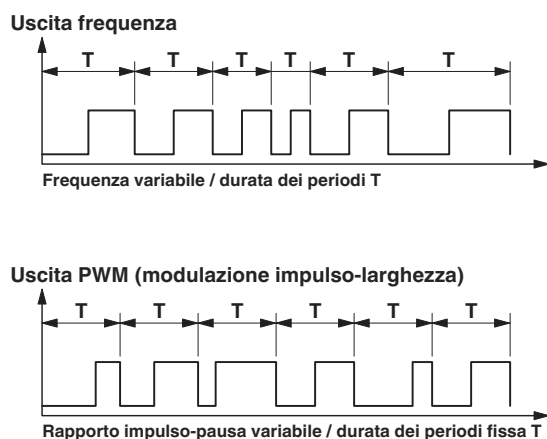 Uscita frequenza
T T T T T T
Frequenza variabile / durata dei periodi T
Uscita PWM (modulazione impulso-larghezza)
T T T T T T
Rapporto impulso-pausa variabile / durata dei periodi fissa T